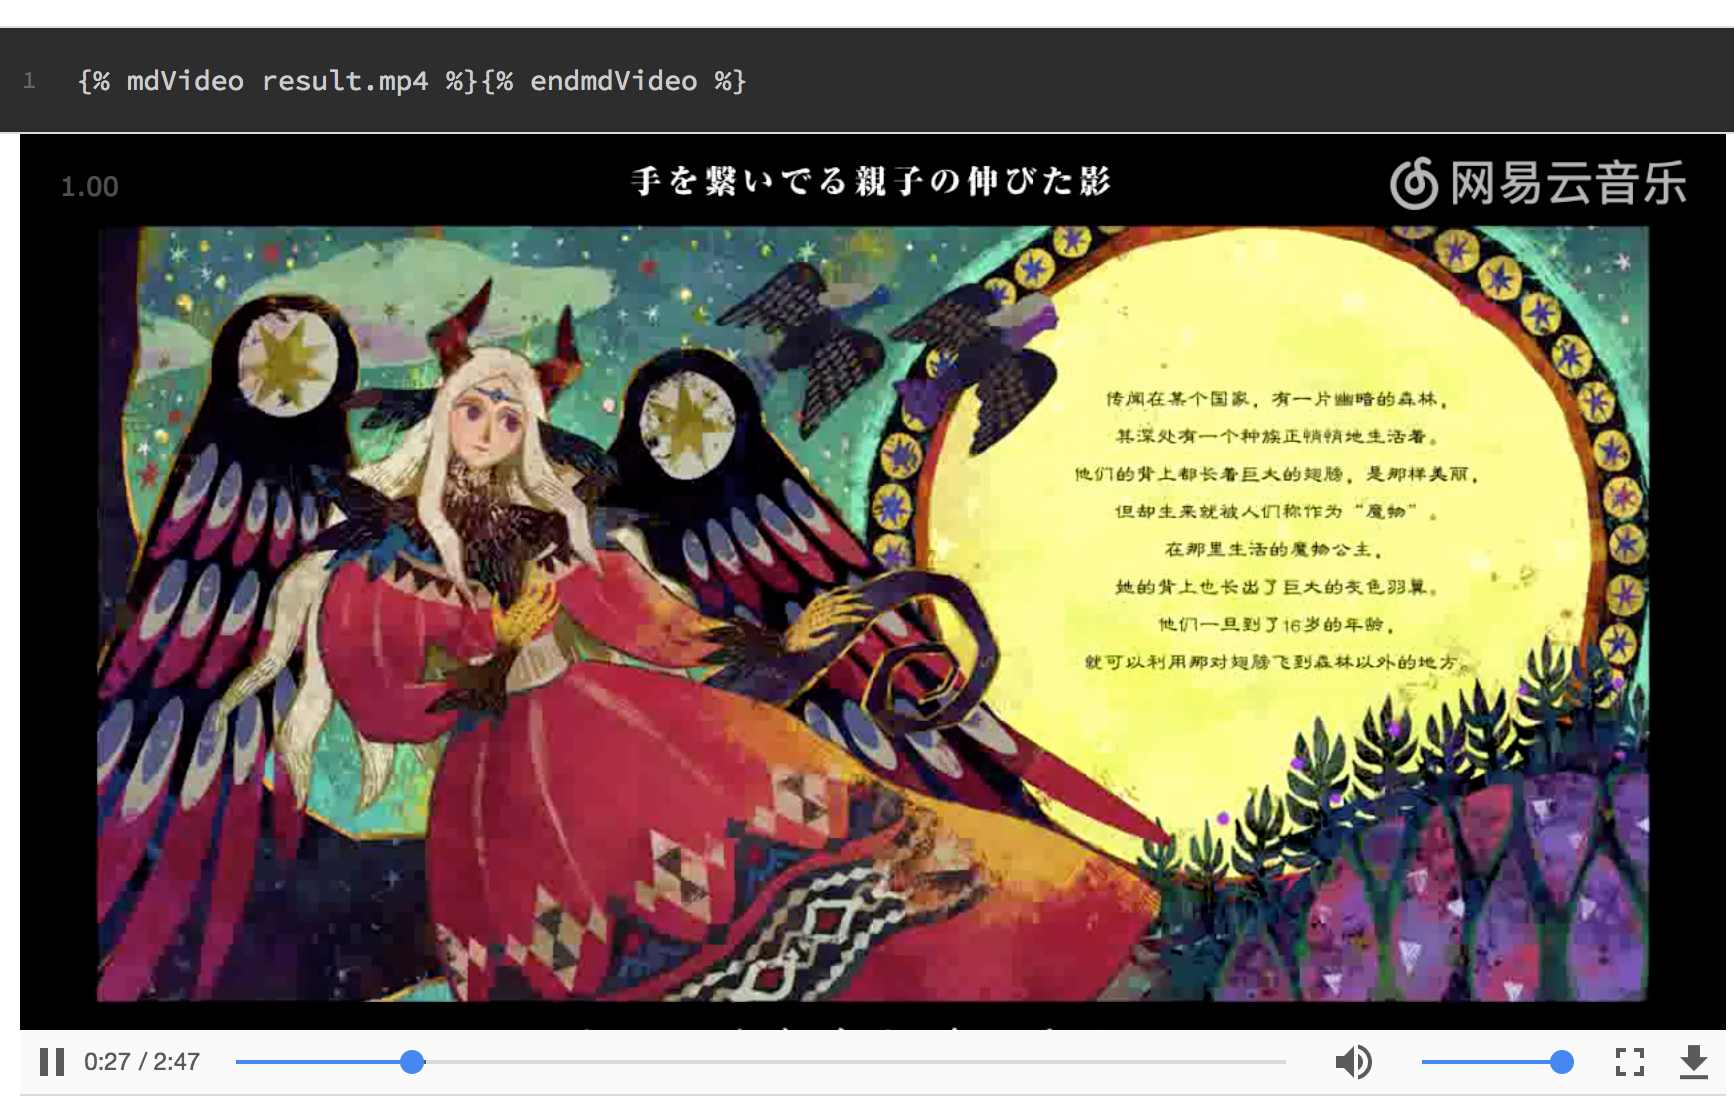 1 {% mdVideo result.mp4 %}{% endmdVideo %}
1.00
手を繋いでる親子の伸びた影
网易云音乐
传闻在某个国家，有一片幽暗的森林，
其深处有一个种族正悄悄地生活着。
他们的背上都长着巨大的翅膀，是那样美丽，
但却生来就被人们称作为“魔物”。
在那里生活的魔物公主，
她的背上也长出了巨大的灰色羽翼。
他们一旦到了16岁的年龄，
就可以利用那对翅膀飞到森林以外的地方。
0:27 / 2:47